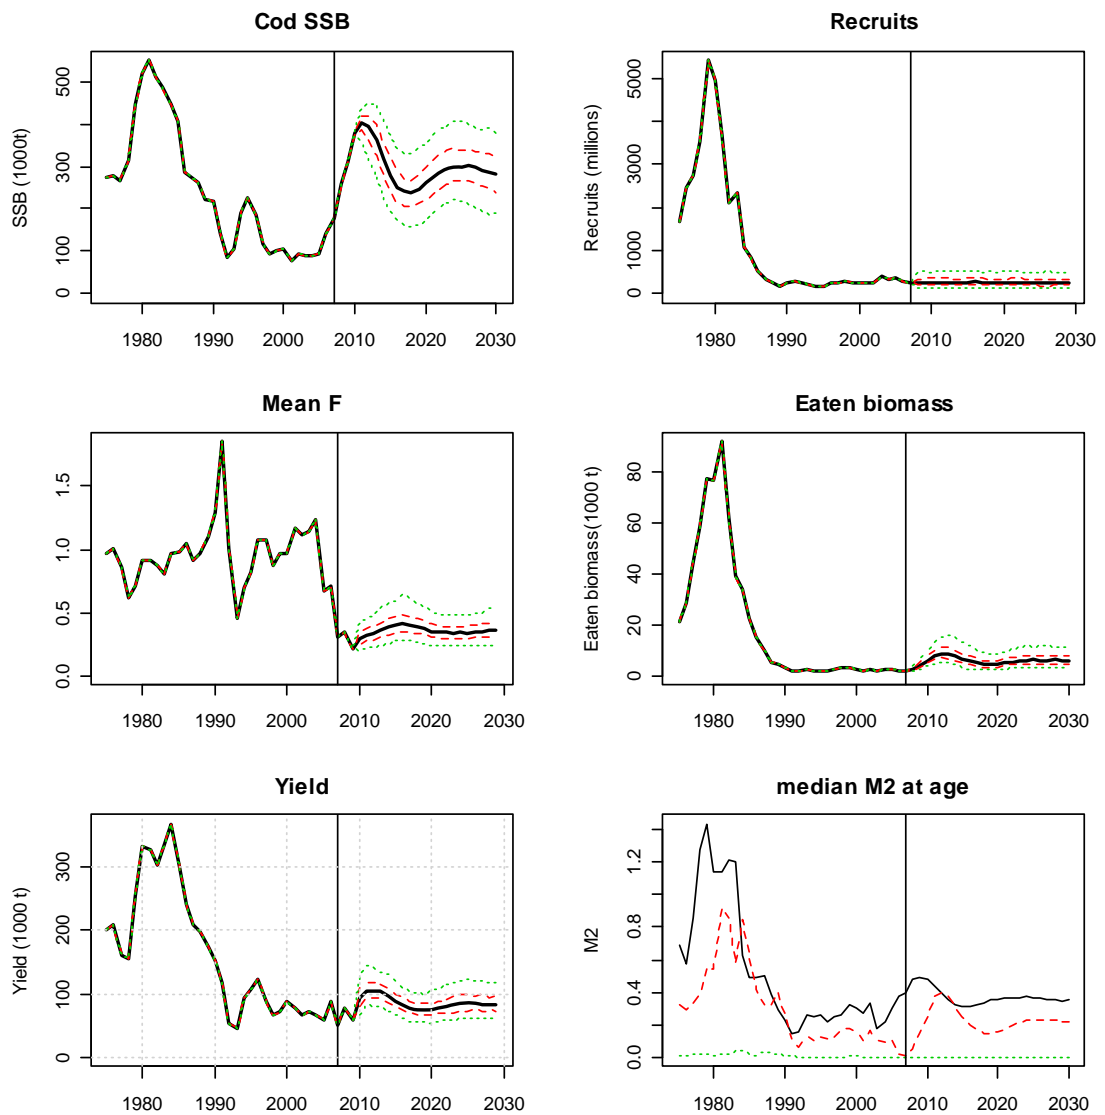 Cod SSB
SSB (1000t)
0 100 300 500
1980 1990 2000 2010 2020 2030
Recruits
Recruits (millions)
0 1000 3000 5000
1980 1990 2000 2010 2020 2030
Mean F
0.0 0.5 1.0 1.5
1980 1990 2000 2010 2020 2030
Eaten biomass
Eaten biomass(1000 t)
0 20 40 60 80
1980 1990 2000 2010 2020 2030
Yield
Yield (1000 t)
0 100 200 300
1980 1990 2000 2010 2020 2030
median M2 at age
M2
0.0 0.4 0.8 1.2
1980 1990 2000 2010 2020 2030